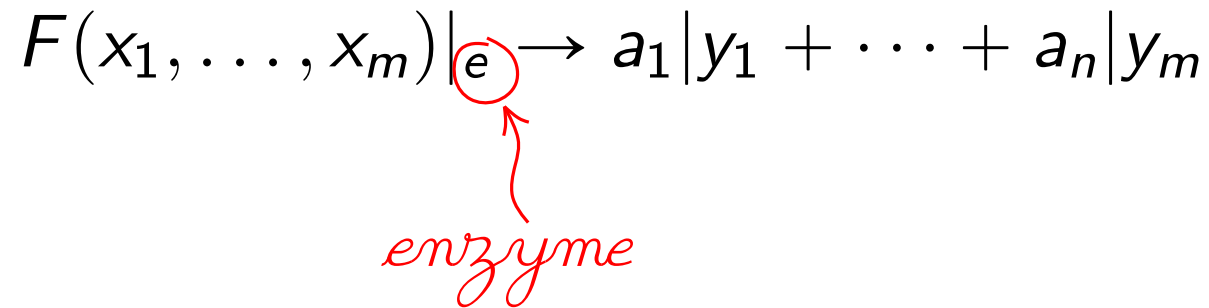 F(x₁, . . . , xₘ)|ₑ → a₁|y₁ + · · · + aₙ|yₘ
enzyme